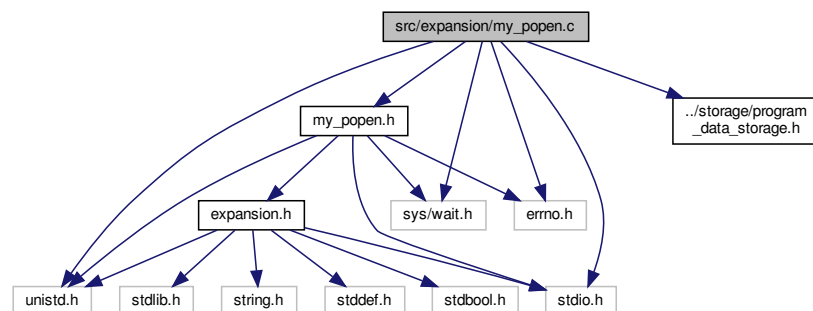 src/expansion/my_popen.c
my_popen.h
../storage/program
_data_storage.h
expansion.h
sys/wait.h
errno.h
unistd.h
stdlib.h
string.h
stddef.h
stdbool.h
stdio.h